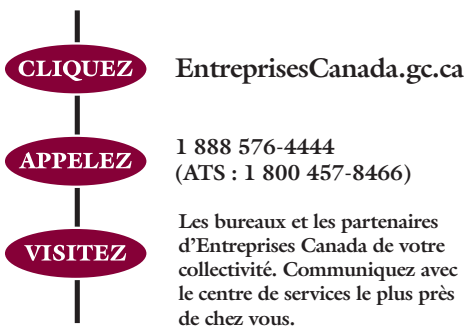 CLIQUEZ EntreprisesCanada.gc.ca
APPELEZ 1 888 576-4444
(ATS : 1 800 457-8466)
VISITEZ Les bureaux et les partenaires
d’Entreprises Canada de votre
collectivité. Communiquez avec
le centre de services le plus près
de chez vous.